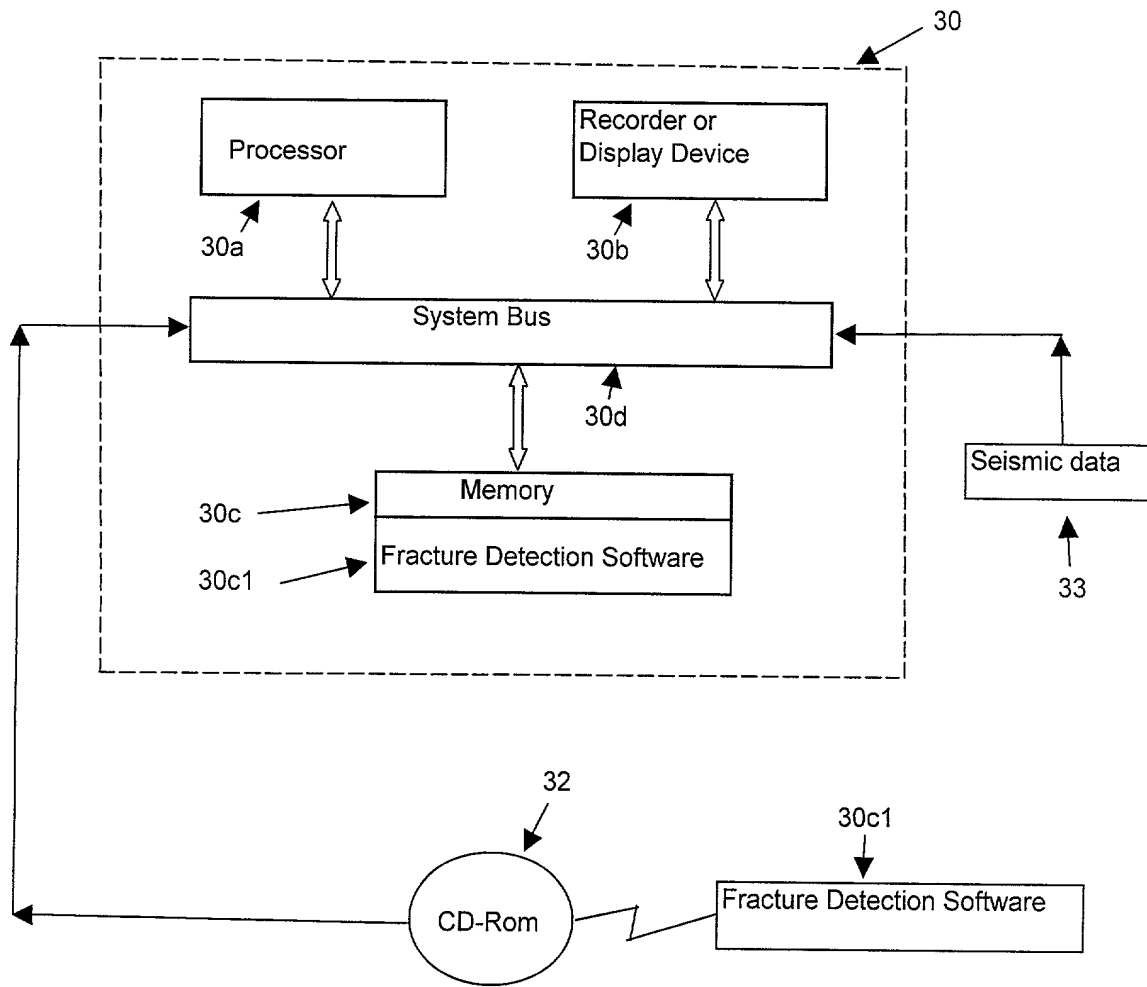 30
Processor
Recorder or
Display Device
30a
30b
System Bus
30d
Memory
30c
Fracture Detection Software
30c1
Seismic data
33
32
30c1
CD-Rom
Fracture Detection Software